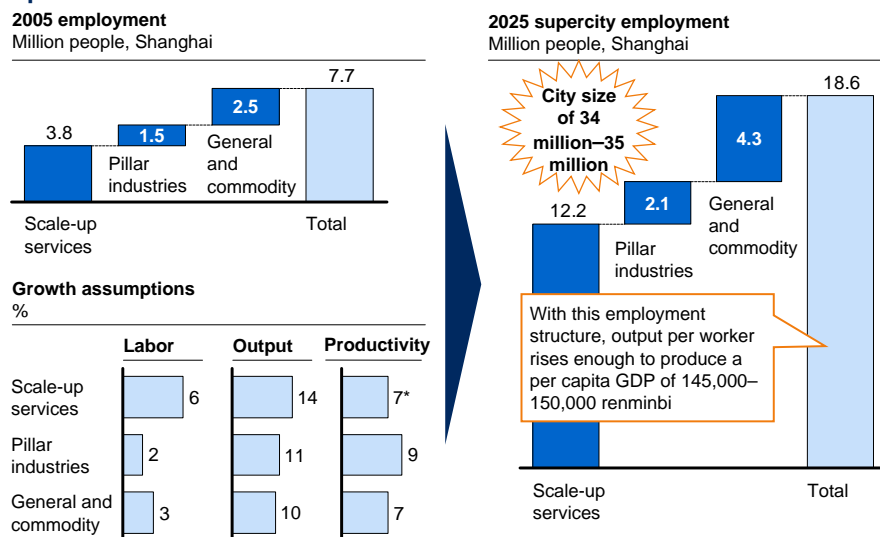 2005 employment
Million people, Shanghai
7.7
2.5
3.8
1.5
General
and
commodity
Pillar
industries
Scale-up
services
Total
Growth assumptions
%
Labor
Output
Productivity
Scale-up
services
6
14
7*
Pillar
industries
2
11
9
General and
commodity
3
10
7
2025 supercity employment
Million people, Shanghai
18.6
City size
of 34
million–35
million
4.3
12.2
2.1
General
and
commodity
Pillar
industries
With this employment
structure, output per worker
rises enough to produce a
per capita GDP of 145,000–
150,000 renminbi
Scale-up
services
Total